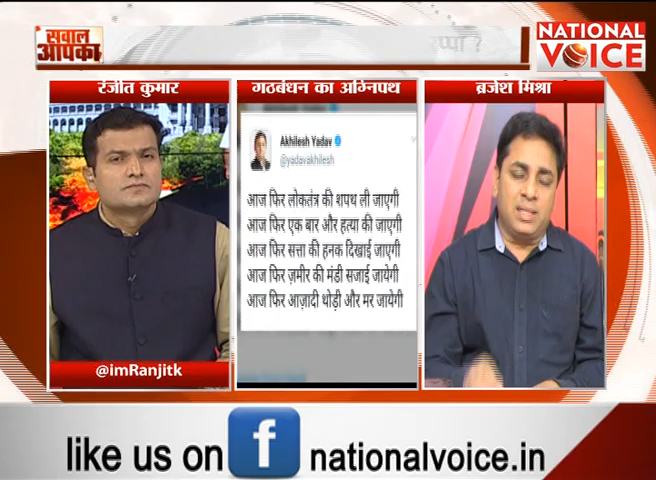 सवाल
आपका
रप्पा ?
NATIONAL
VOICE
रंजीत कुमार
गठबंधन का अग्निपथ
ब्रजेश मिश्रा
Akhilesh Yadav
@yadavakhilesh
आज फिर लोकतंत्र की शपथ ली जाएगी
आज फिर एक बार और हत्या की जाएगी
आज फिर सत्ता की हनक दिखाई जाएगी
आज फिर ज़मीर की मंडी सजाई जायेगी
आज फिर आज़ादी थोड़ी और मर जायेगी
@imRanjitk
like us on f nationalvoice.in